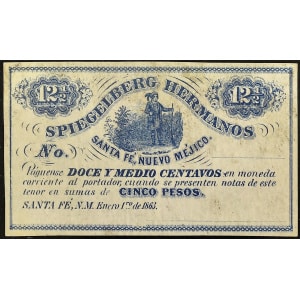 12½ 12½
SPIEGELBERG HERMANOS
SANTA FÉ, NUEVO MÉJICO.
No.
Páguense DOCE Y MEDIO CENTAVOS en moneda
corriente al portador, cuando se presenten notas de este
tenor en sumas de CINCO PESOS.
SANTA FÉ, N.M. Enero 1ro de 1863.